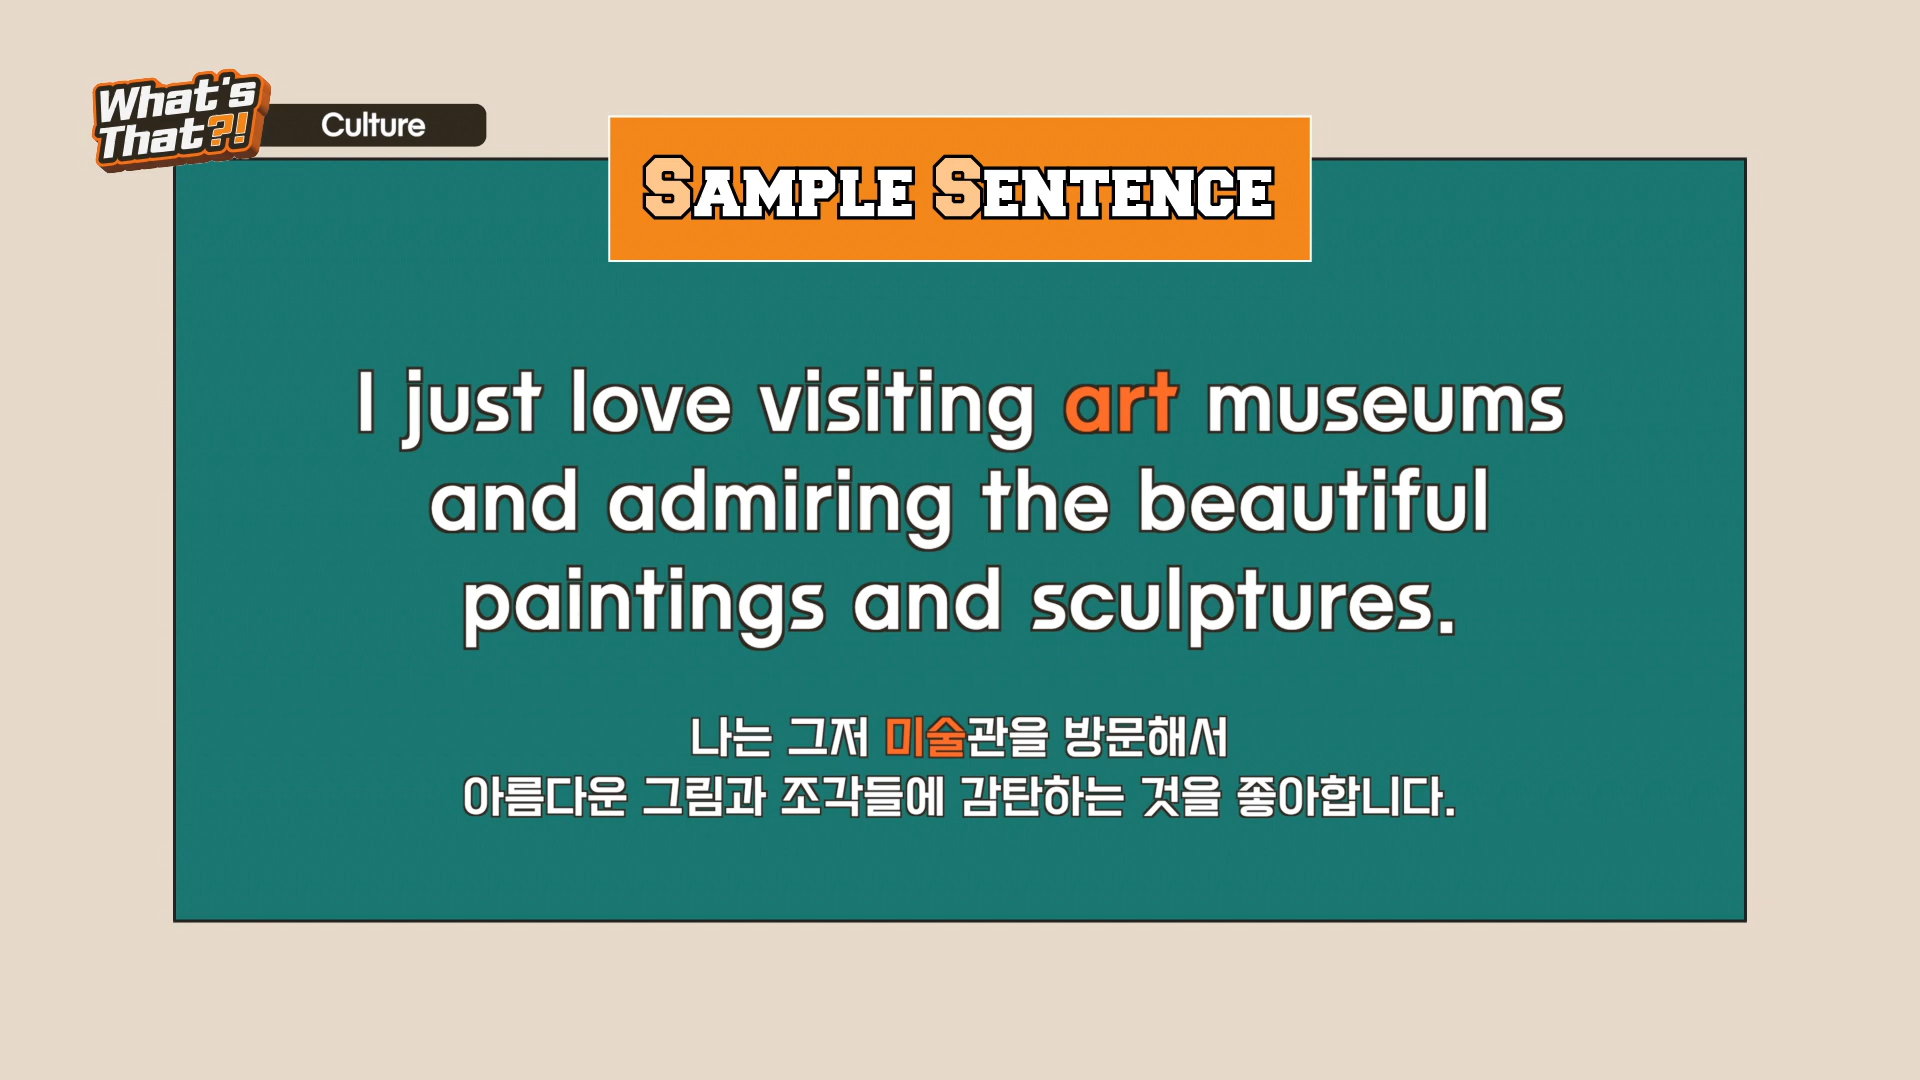 What's
That?!
Culture
SAMPLE SENTENCE
I just love visiting art museums
and admiring the beautiful
paintings and sculptures.
나는 그저 미술관을 방문해서
아름다운 그림과 조각들에 감탄하는 것을 좋아합니다.